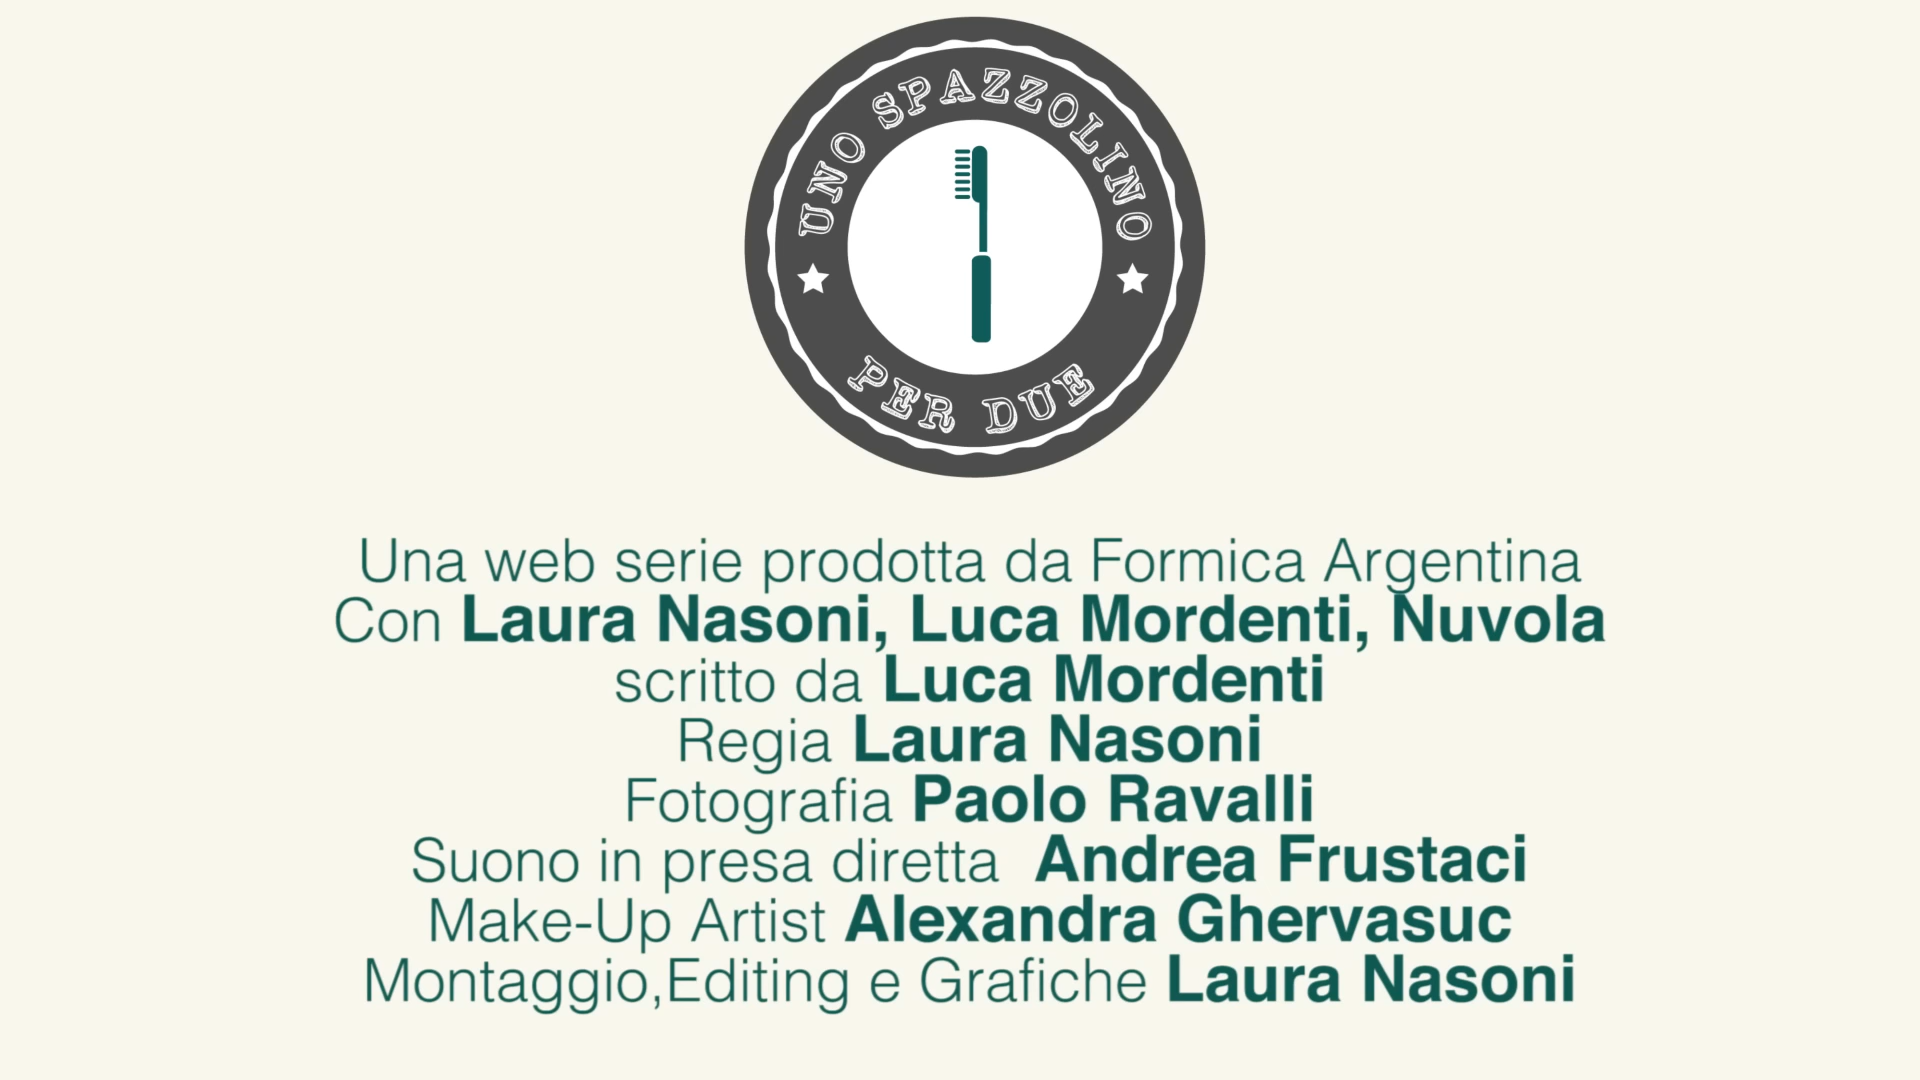 UNO SPAZZOLINO
PER DUE
Una web serie prodotta da Formica Argentina
Con Laura Nasoni, Luca Mordenti, Nuvola
scritto da Luca Mordenti
Regia Laura Nasoni
Fotografia Paolo Ravalli
Suono in presa diretta  Andrea Frustaci
Make-Up Artist Alexandra Ghervasuc
Montaggio,Editing e Grafiche Laura Nasoni